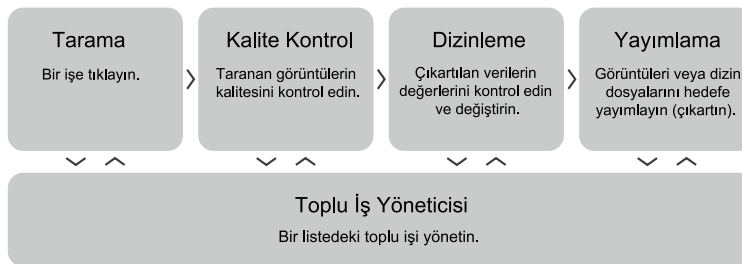 Tarama
Bir işe tıklayın.
Kalite Kontrol
Taranan görüntülerin
kalitesini kontrol edin.
Dizinleme
Çıkartılan verilerin
değerlerini kontrol edin
ve değiştirin.
Yayımlama
Görüntüleri veya dizin
dosyalarını hedefe
yayımlayın (çıkartın).
Toplu İş Yöneticisi
Bir listedeki toplu işi yönetin.